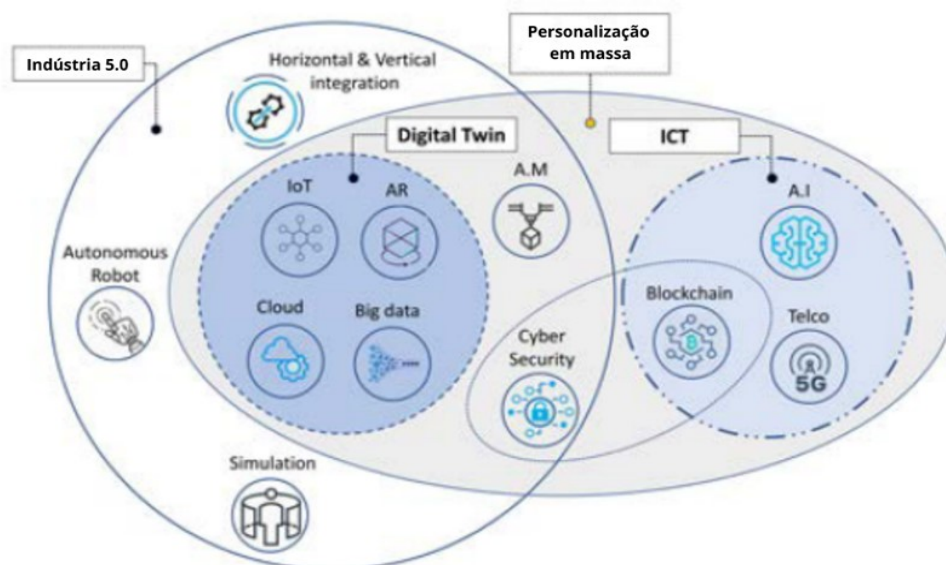 Indústria 5.0
Horizontal & Vertical
integration
Personalização
em massa
Digital Twin
ICT
IoT
AR
A.M
A.I
Autonomous
Robot
Cloud
Big data
Cyber
Security
Blockchain
Telco
5G
Simulation